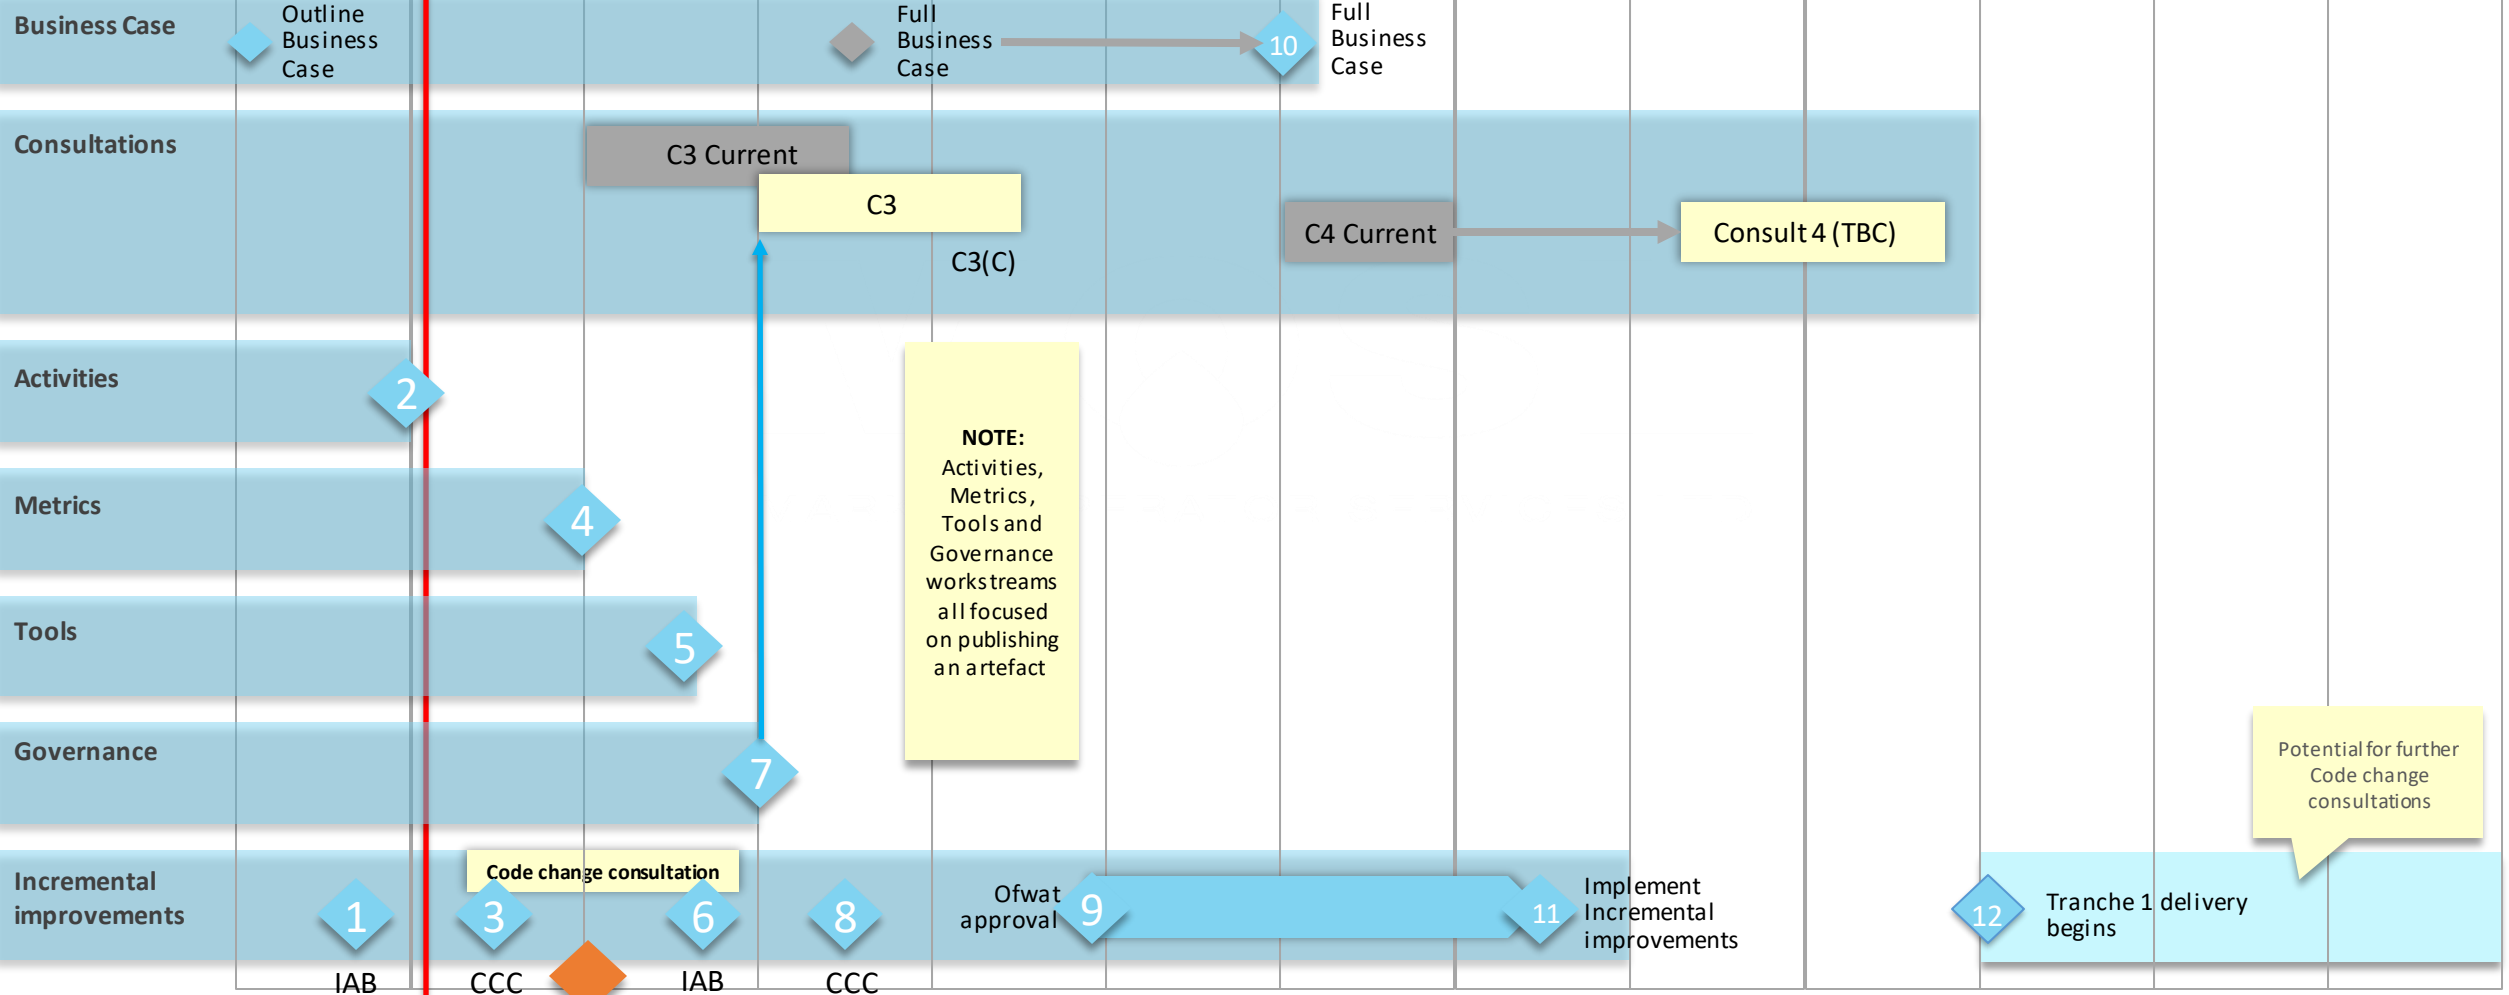 Business Case
Outline
Business
Case
Full
Business
Case
10
Full
Business
Case
Consultations
C3 Current
C3
C3(C)
C4 Current
Consult 4 (TBC)
Activities
2
NOTE:
Activities,
Metrics,
Tools and
Governance
workstreams
all focused
on publishing
an artefact
Metrics
4
Tools
5
Governance
7
Potential for further
Code change
consultations
Incremental
improvements
Code change consultation
1
3
6
8
Ofwat
approval
9
11
Implement
Incremental
improvements
12
Tranche 1 delivery
begins
IAB
CCC
IAB
CCC